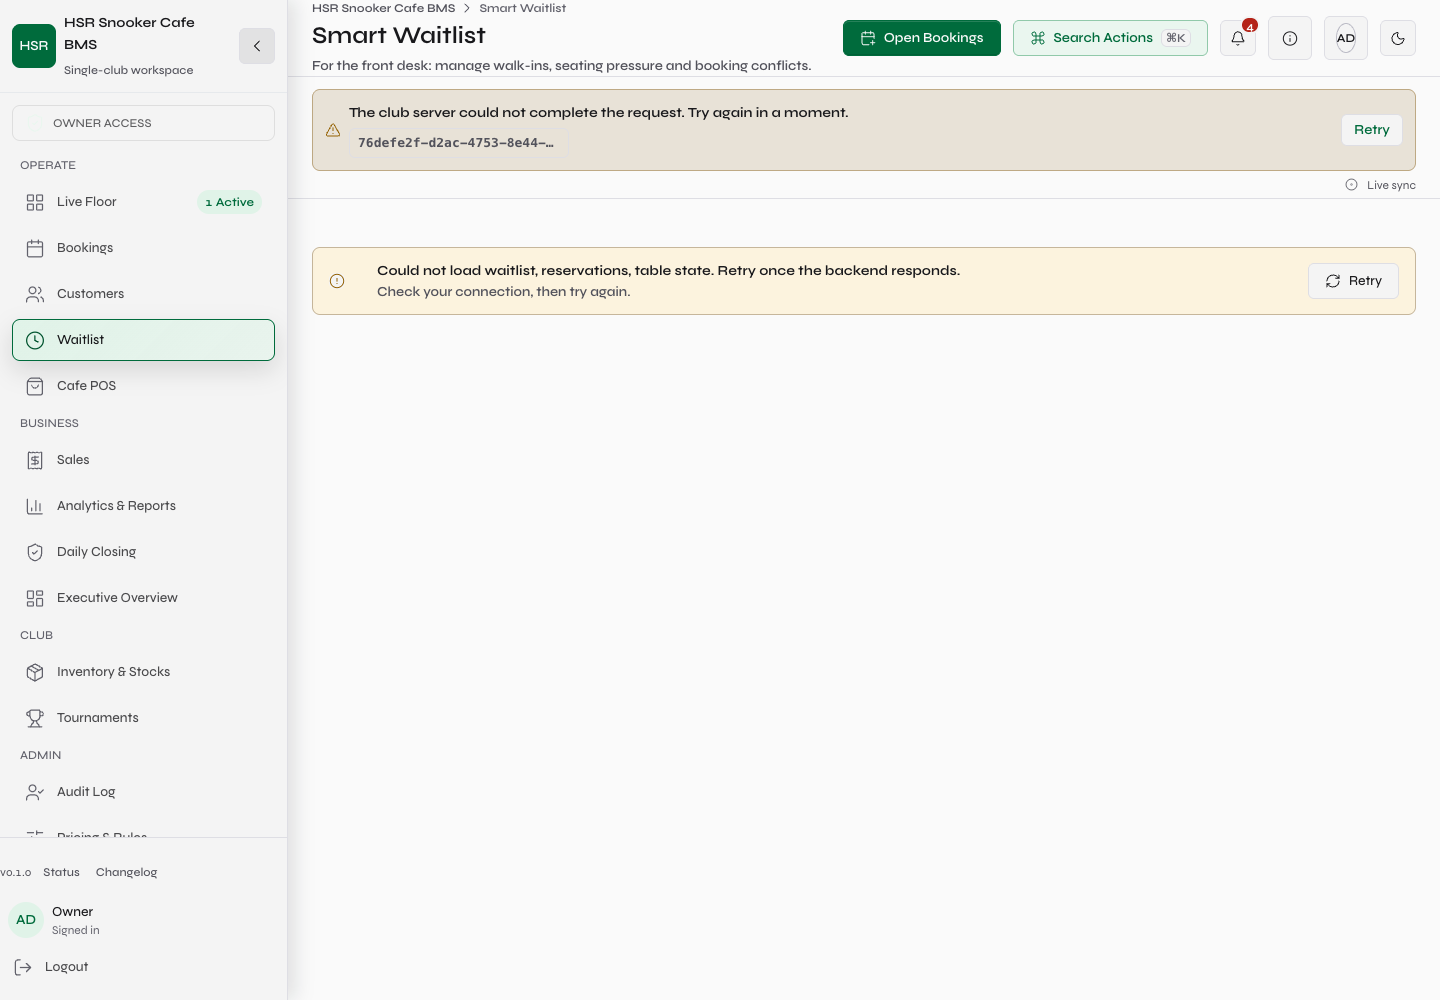 HSR
HSR Snooker Cafe
BMS
Single-club workspace
OWNER ACCESS
OPERATE
Live Floor
1 Active
Bookings
Customers
Waitlist
Cafe POS
BUSINESS
Sales
Analytics & Reports
Daily Closing
Executive Overview
CLUB
Inventory & Stocks
Tournaments
ADMIN
Audit Log
Pricing & Rules
v0.1.0
Status
Changelog
AD
Owner
Signed in
Logout
HSR Snooker Cafe BMS > Smart Waitlist
Smart Waitlist
For the front desk: manage walk-ins, seating pressure and booking conflicts.
Open Bookings
Search Actions ⌘K
4
AD
The club server could not complete the request. Try again in a moment.
76defe2f-d2ac-4753-8e44-…
Retry
Live sync
Could not load waitlist, reservations, table state. Retry once the backend responds.
Check your connection, then try again.
Retry